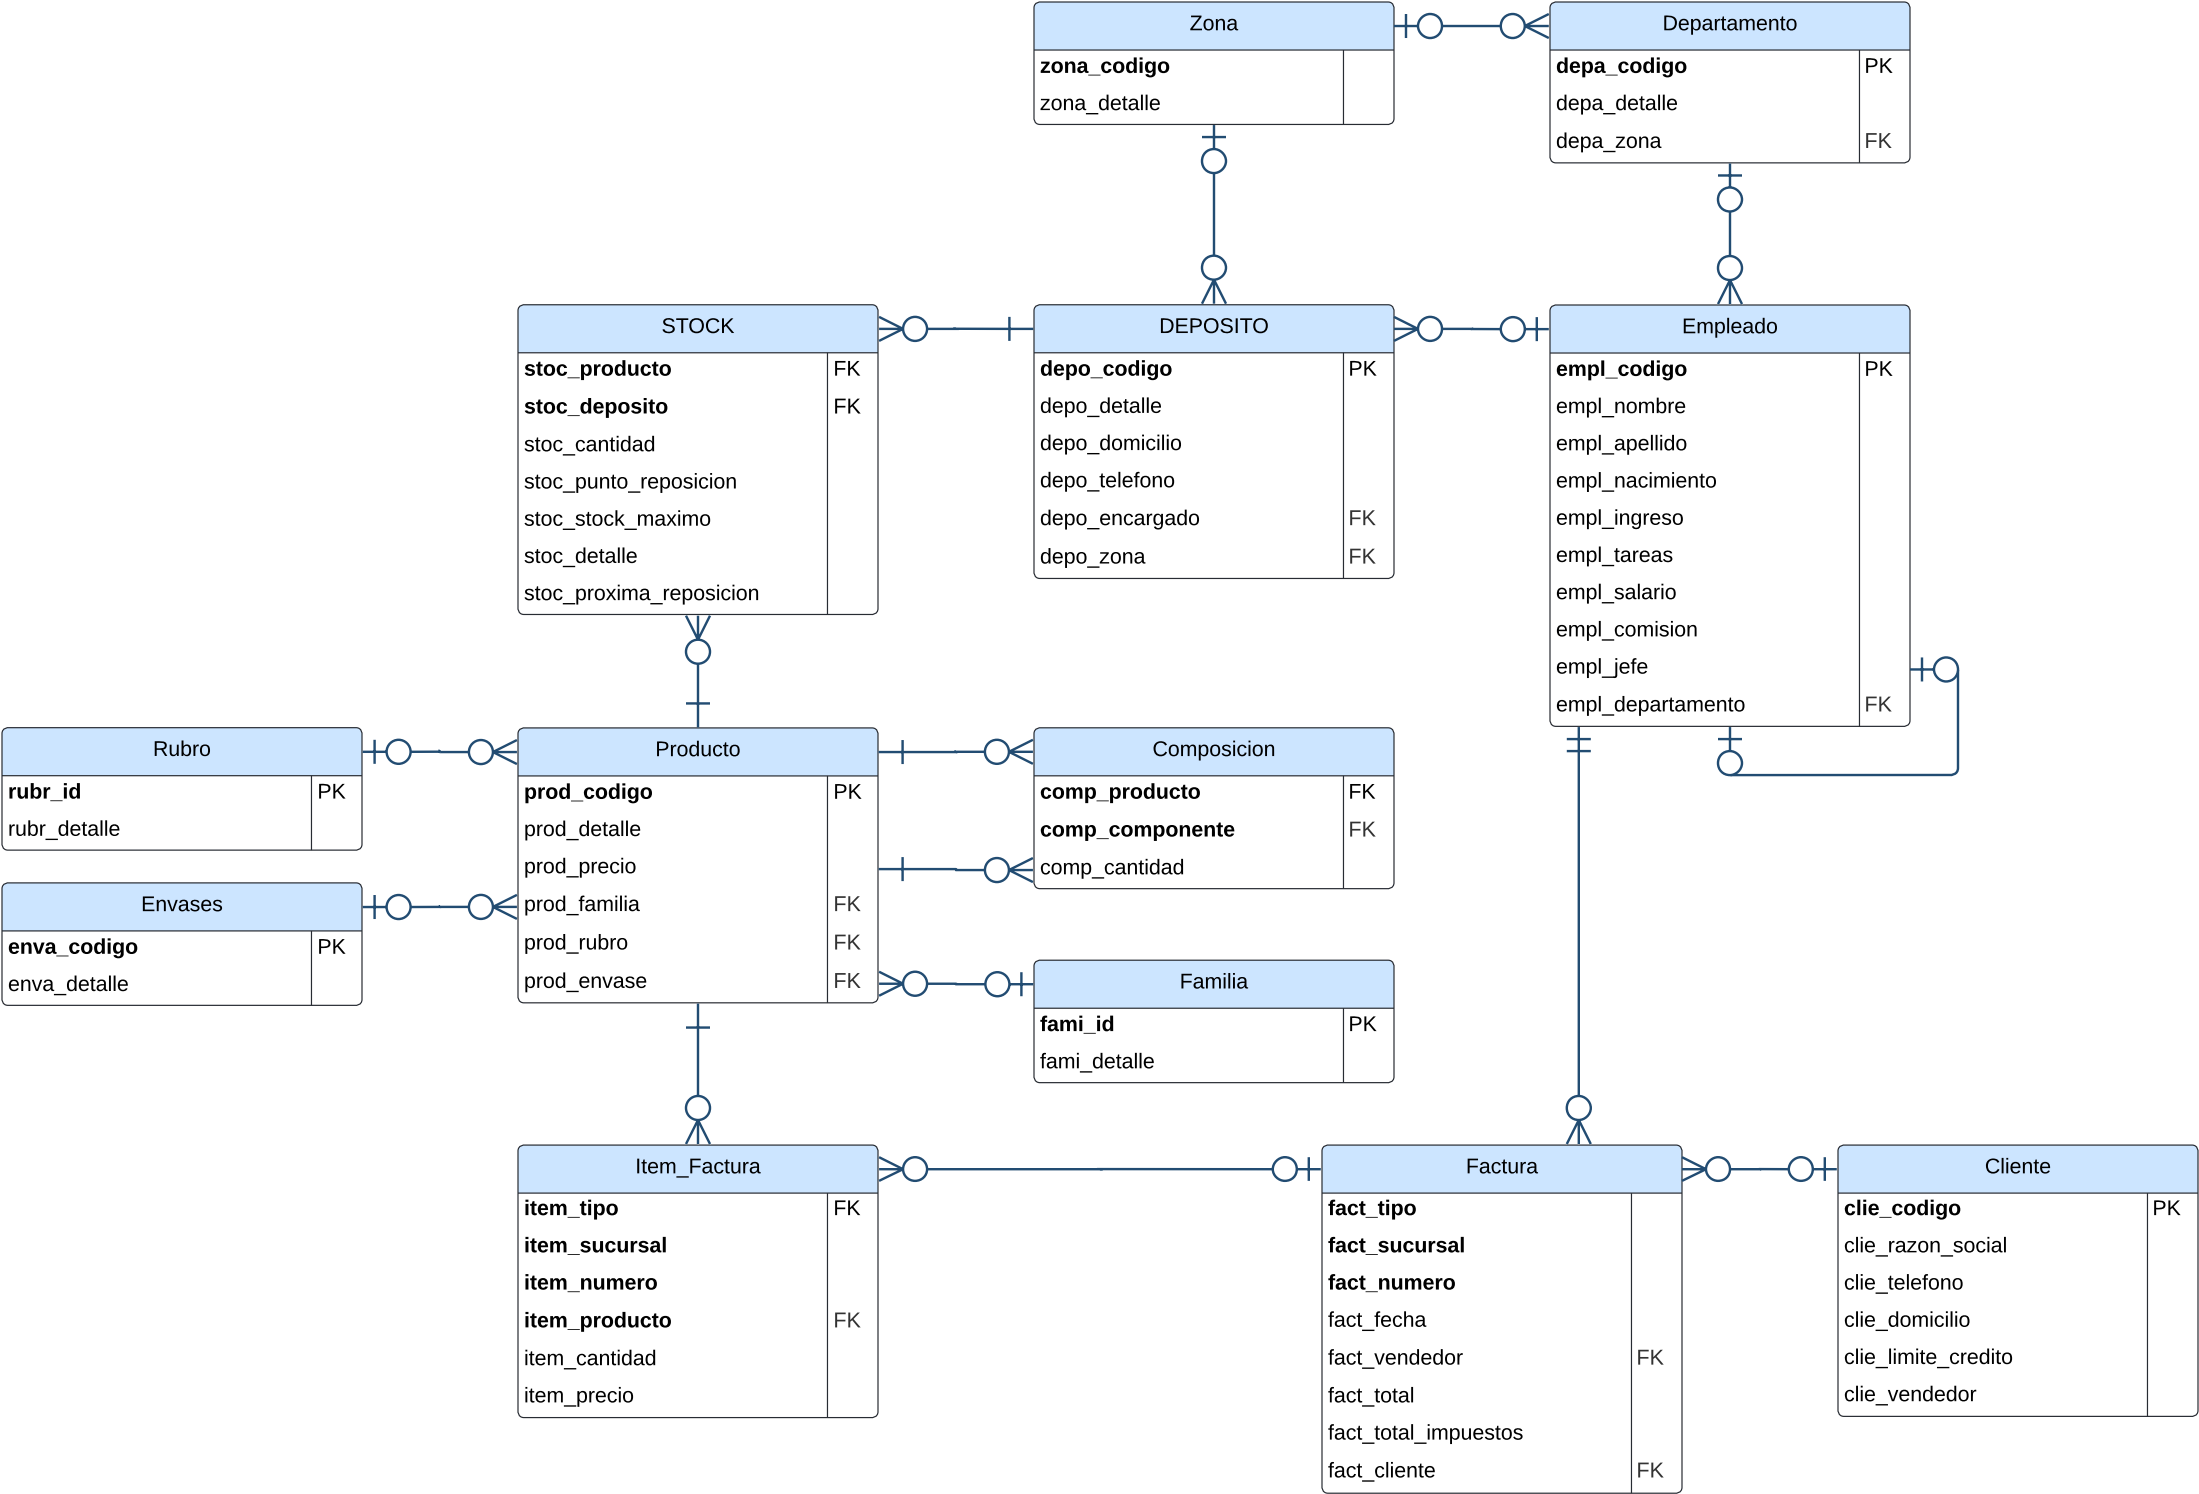 Zona
zona_codigo
zona_detalle
Departamento
depa_codigo PK
depa_detalle
depa_zona FK
STOCK
stoc_producto FK
stoc_deposito FK
stoc_cantidad
stoc_punto_reposicion
stoc_stock_maximo
stoc_detalle
stoc_proxima_reposicion
DEPOSITO
depo_codigo PK
depo_detalle
depo_domicilio
depo_telefono
depo_encargado FK
depo_zona FK
Empleado
empl_codigo PK
empl_nombre
empl_apellido
empl_nacimiento
empl_ingreso
empl_tareas
empl_salario
empl_comision
empl_jefe
empl_departamento FK
Rubro
rubr_id PK
rubr_detalle
Envases
enva_codigo PK
enva_detalle
Producto
prod_codigo PK
prod_detalle
prod_precio
prod_familia FK
prod_rubro FK
prod_envase FK
Composicion
comp_producto FK
comp_componente FK
comp_cantidad
Familia
fami_id PK
fami_detalle
Item_Factura
item_tipo FK
item_sucursal
item_numero
item_producto FK
item_cantidad
item_precio
Factura
fact_tipo
fact_sucursal
fact_numero
fact_fecha
fact_vendedor FK
fact_total
fact_total_impuestos
fact_cliente FK
Cliente
clie_codigo PK
clie_razon_social
clie_telefono
clie_domicilio
clie_limite_credito
clie_vendedor